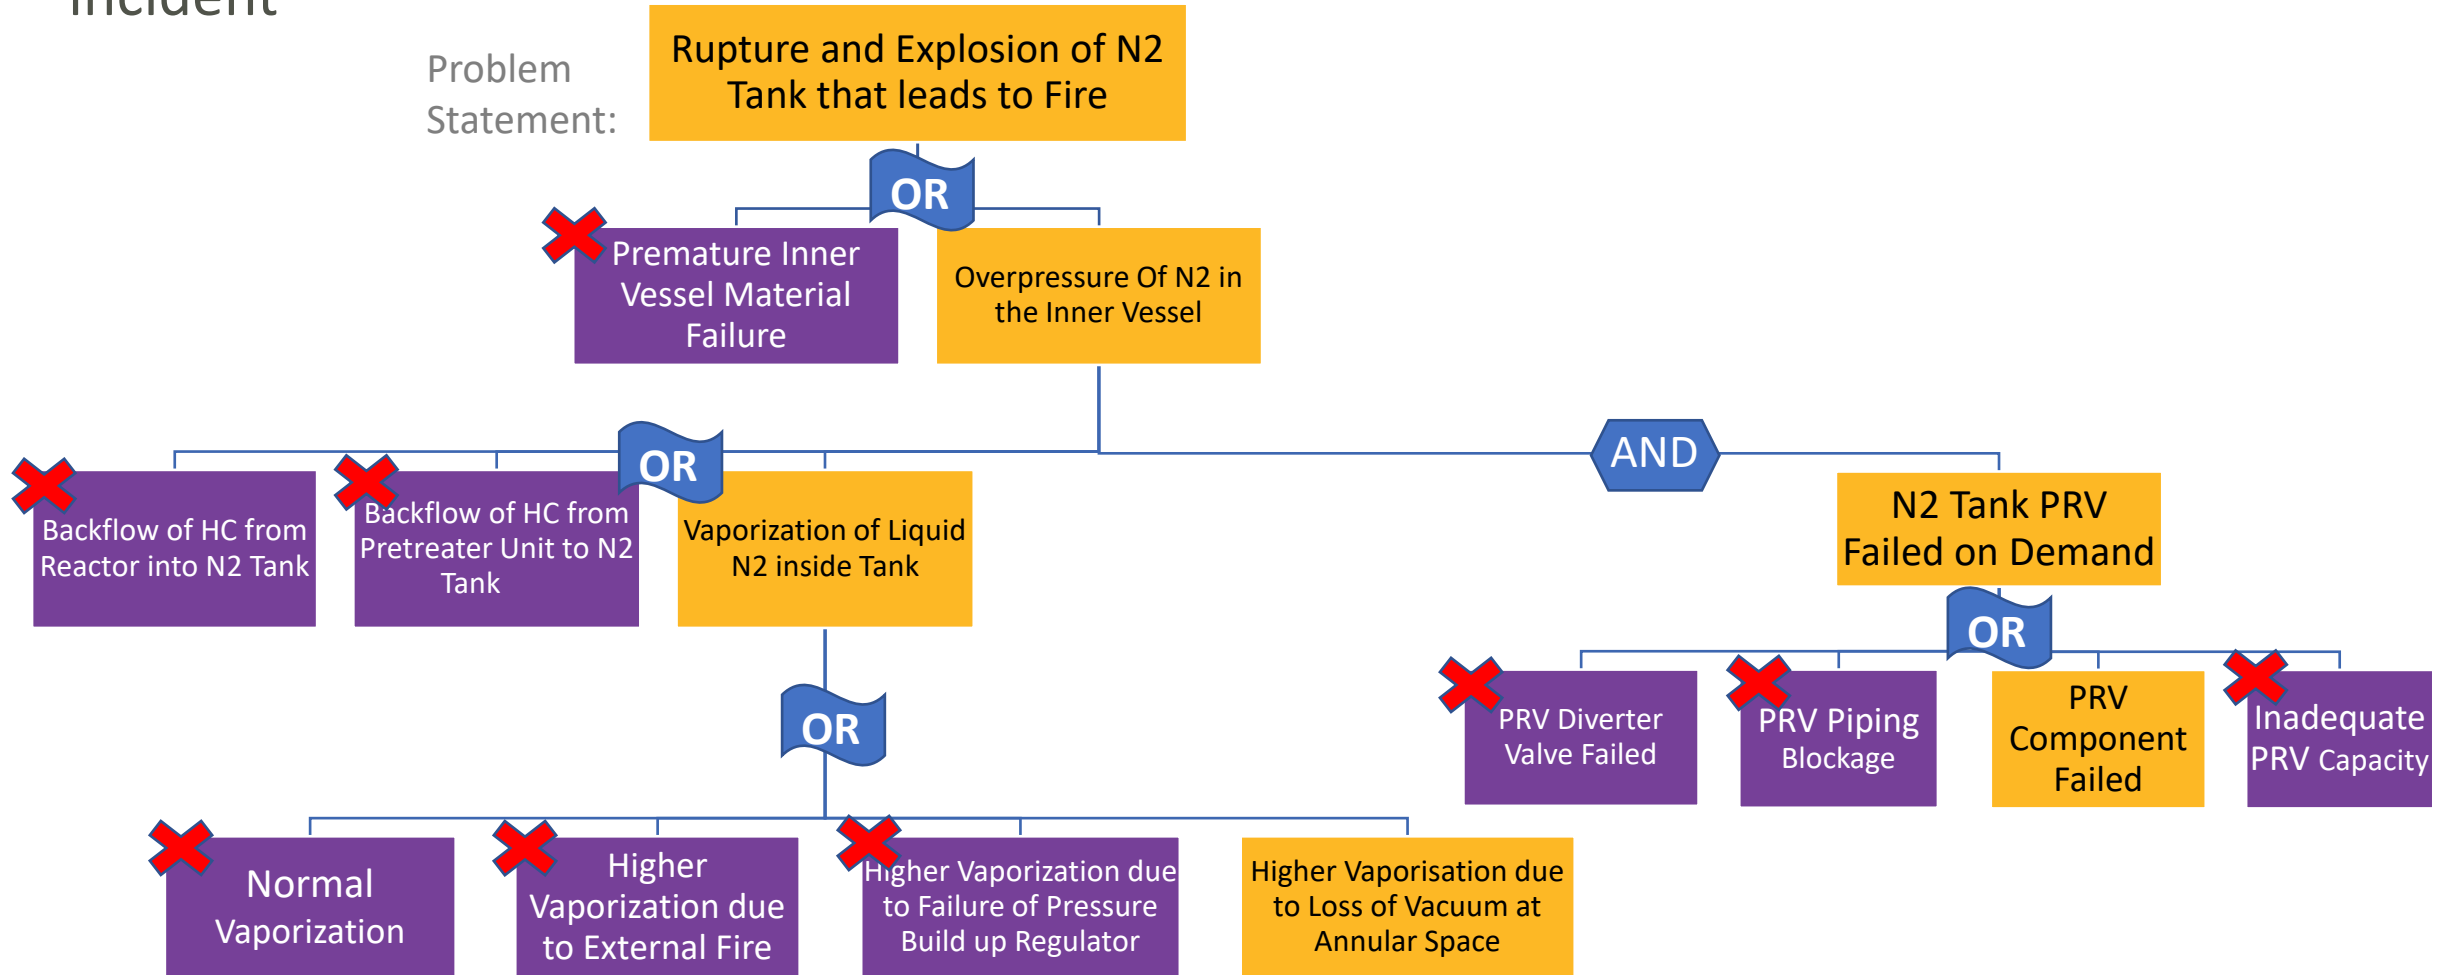 Incident
Problem
Statement:
Rupture and Explosion of N2
Tank that leads to Fire
OR
Premature Inner
Vessel Material
Failure
Overpressure Of N2 in
the Inner Vessel
OR
AND
Backflow of HC from
Reactor into N2 Tank
Backflow of HC from
Pretreater Unit to N2
Tank
Vaporization of Liquid
N2 inside Tank
N2 Tank PRV
Failed on Demand
OR
OR
PRV Diverter
Valve Failed
PRV Piping
Blockage
PRV
Component
Failed
Inadequate
PRV Capacity
Normal
Vaporization
Higher
Vaporization due
to External Fire
Higher Vaporization due
to Failure of Pressure
Build up Regulator
Higher Vaporisation due
to Loss of Vacuum at
Annular Space